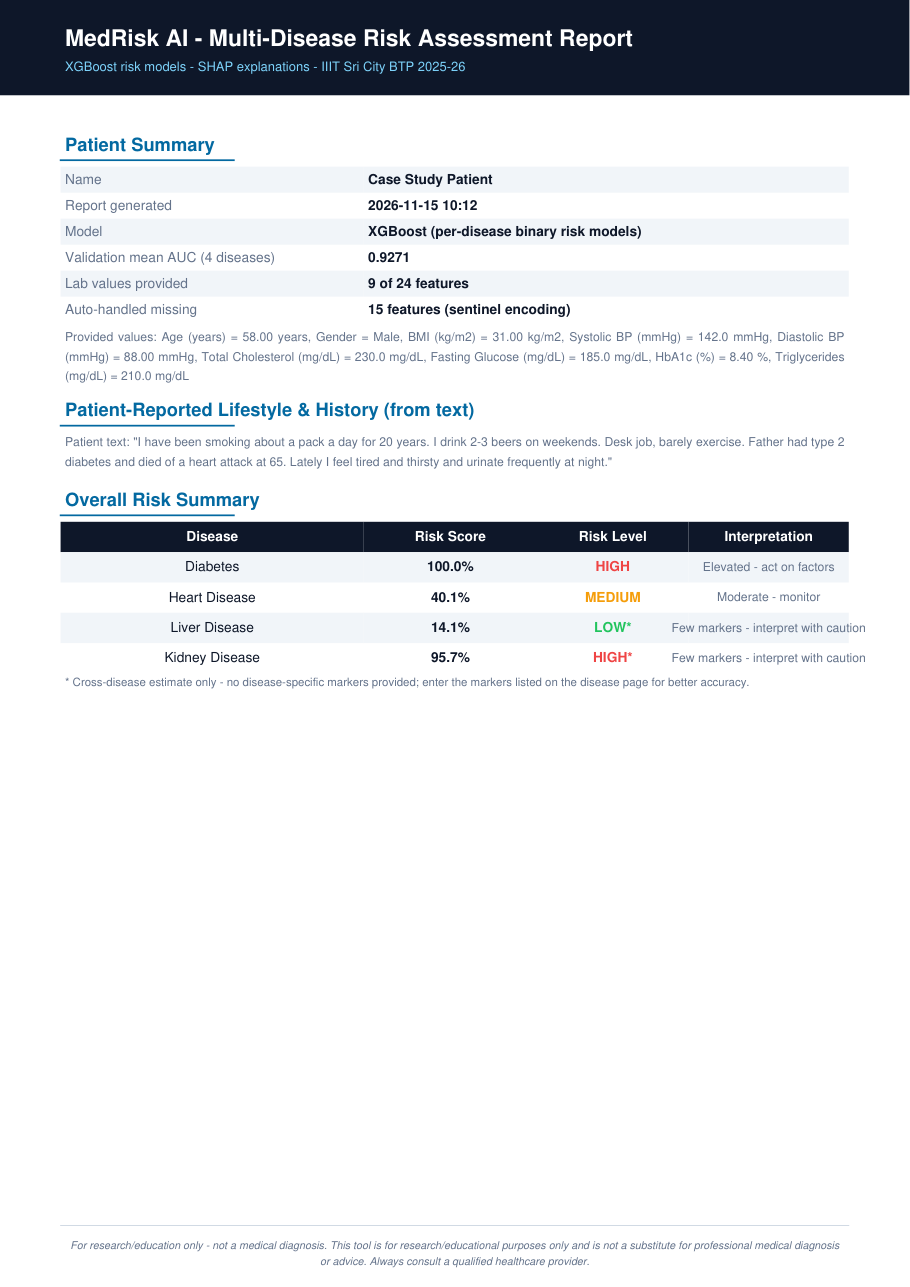 MedRisk AI - Multi-Disease Risk Assessment Report
XGBoost risk models - SHAP explanations - IIIT Sri City BTP 2025-26
Patient Summary
Name Case Study Patient
Report generated 2026-11-15 10:12
Model XGBoost (per-disease binary risk models)
Validation mean AUC (4 diseases) 0.9271
Lab values provided 9 of 24 features
Auto-handled missing 15 features (sentinel encoding)
Provided values: Age (years) = 58.00 years, Gender = Male, BMI (kg/m2) = 31.00 kg/m2, Systolic BP (mmHg) = 142.0 mmHg, Diastolic BP
(mmHg) = 88.00 mmHg, Total Cholesterol (mg/dL) = 230.0 mg/dL, Fasting Glucose (mg/dL) = 185.0 mg/dL, HbA1c (%) = 8.40 %, Triglycerides
(mg/dL) = 210.0 mg/dL
Patient-Reported Lifestyle & History (from text)
Patient text: "I have been smoking about a pack a day for 20 years. I drink 2-3 beers on weekends. Desk job, barely exercise. Father had type 2
diabetes and died of a heart attack at 65. Lately I feel tired and thirsty and urinate frequently at night."
Overall Risk Summary
Disease Risk Score Risk Level Interpretation
Diabetes 100.0% HIGH Elevated - act on factors
Heart Disease 40.1% MEDIUM Moderate - monitor
Liver Disease 14.1% LOW* Few markers - interpret with caution
Kidney Disease 95.7% HIGH* Few markers - interpret with caution
* Cross-disease estimate only - no disease-specific markers provided; enter the markers listed on the disease page for better accuracy.
For research/education only - not a medical diagnosis. This tool is for research/educational purposes only and is not a substitute for professional medical diagnosis
or advice. Always consult a qualified healthcare provider.